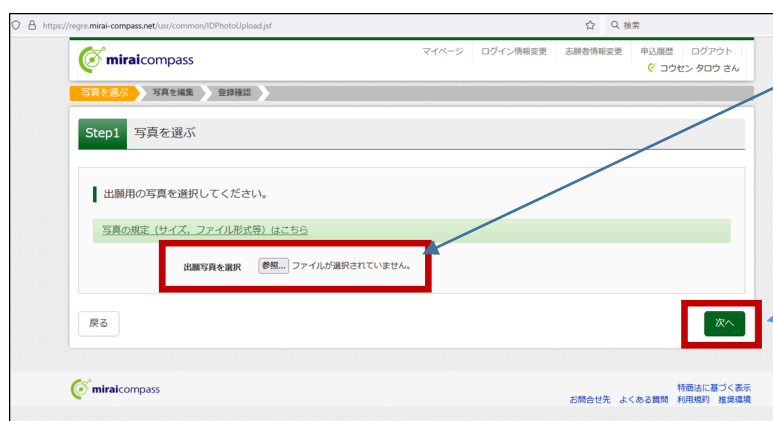 https://regre.mirai-compass.net/usr/common/IDPhotoUpload.jsf
検索
miraicompass
マイページ ログイン情報変更 志願者情報変更 申込履歴 ログアウト
コウセン タロウ さん
写真を選ぶ 写真を編集 登録確認
Step1 写真を選ぶ
出願用の写真を選択してください。
写真の規定（サイズ、ファイル形式等）はこちら
出願写真を選択 参照... ファイルが選択されていません。
戻る 次へ
miraicompass
特商法に基づく表示
お問合せ先 よくある質問 利用規約 推奨環境